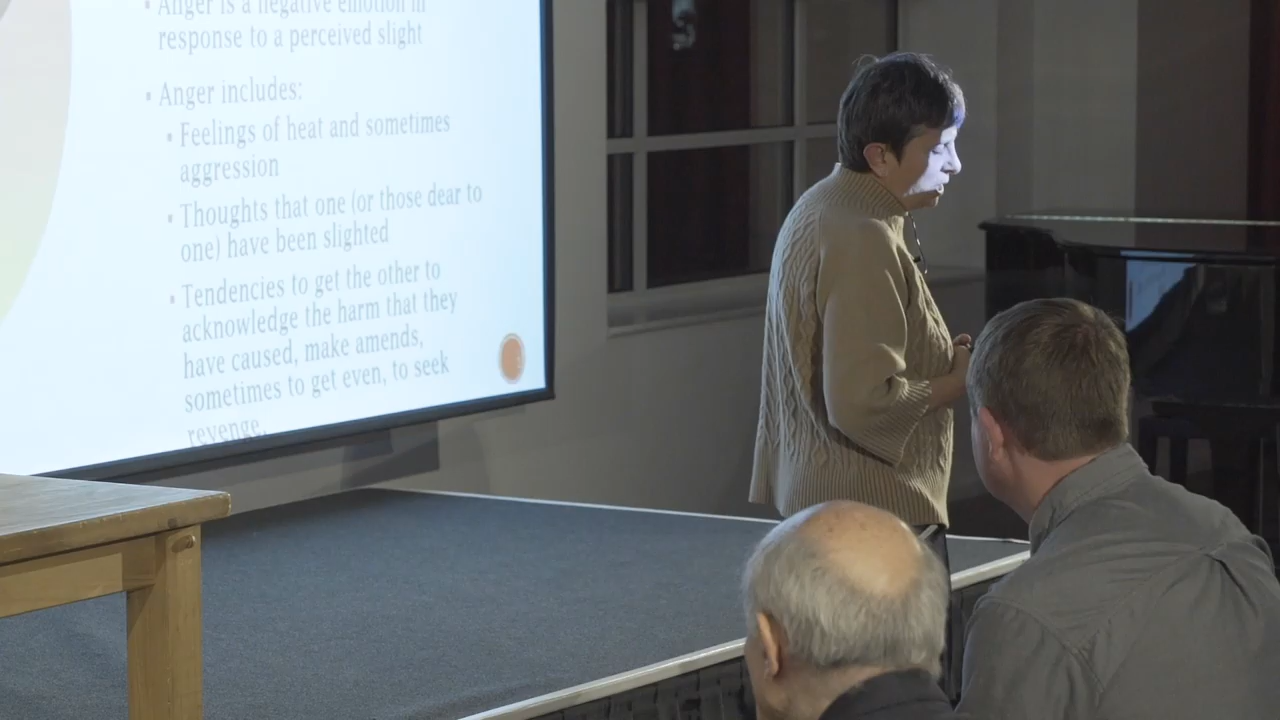 Anger is a negative emotion in
response to a perceived slight
Anger includes:
Feelings of heat and sometimes
aggression
Thoughts that one (or those dear to
one) have been slighted
Tendencies to get the other to
acknowledge the harm that they
have caused, make amends,
sometimes to get even, to seek
revenge.